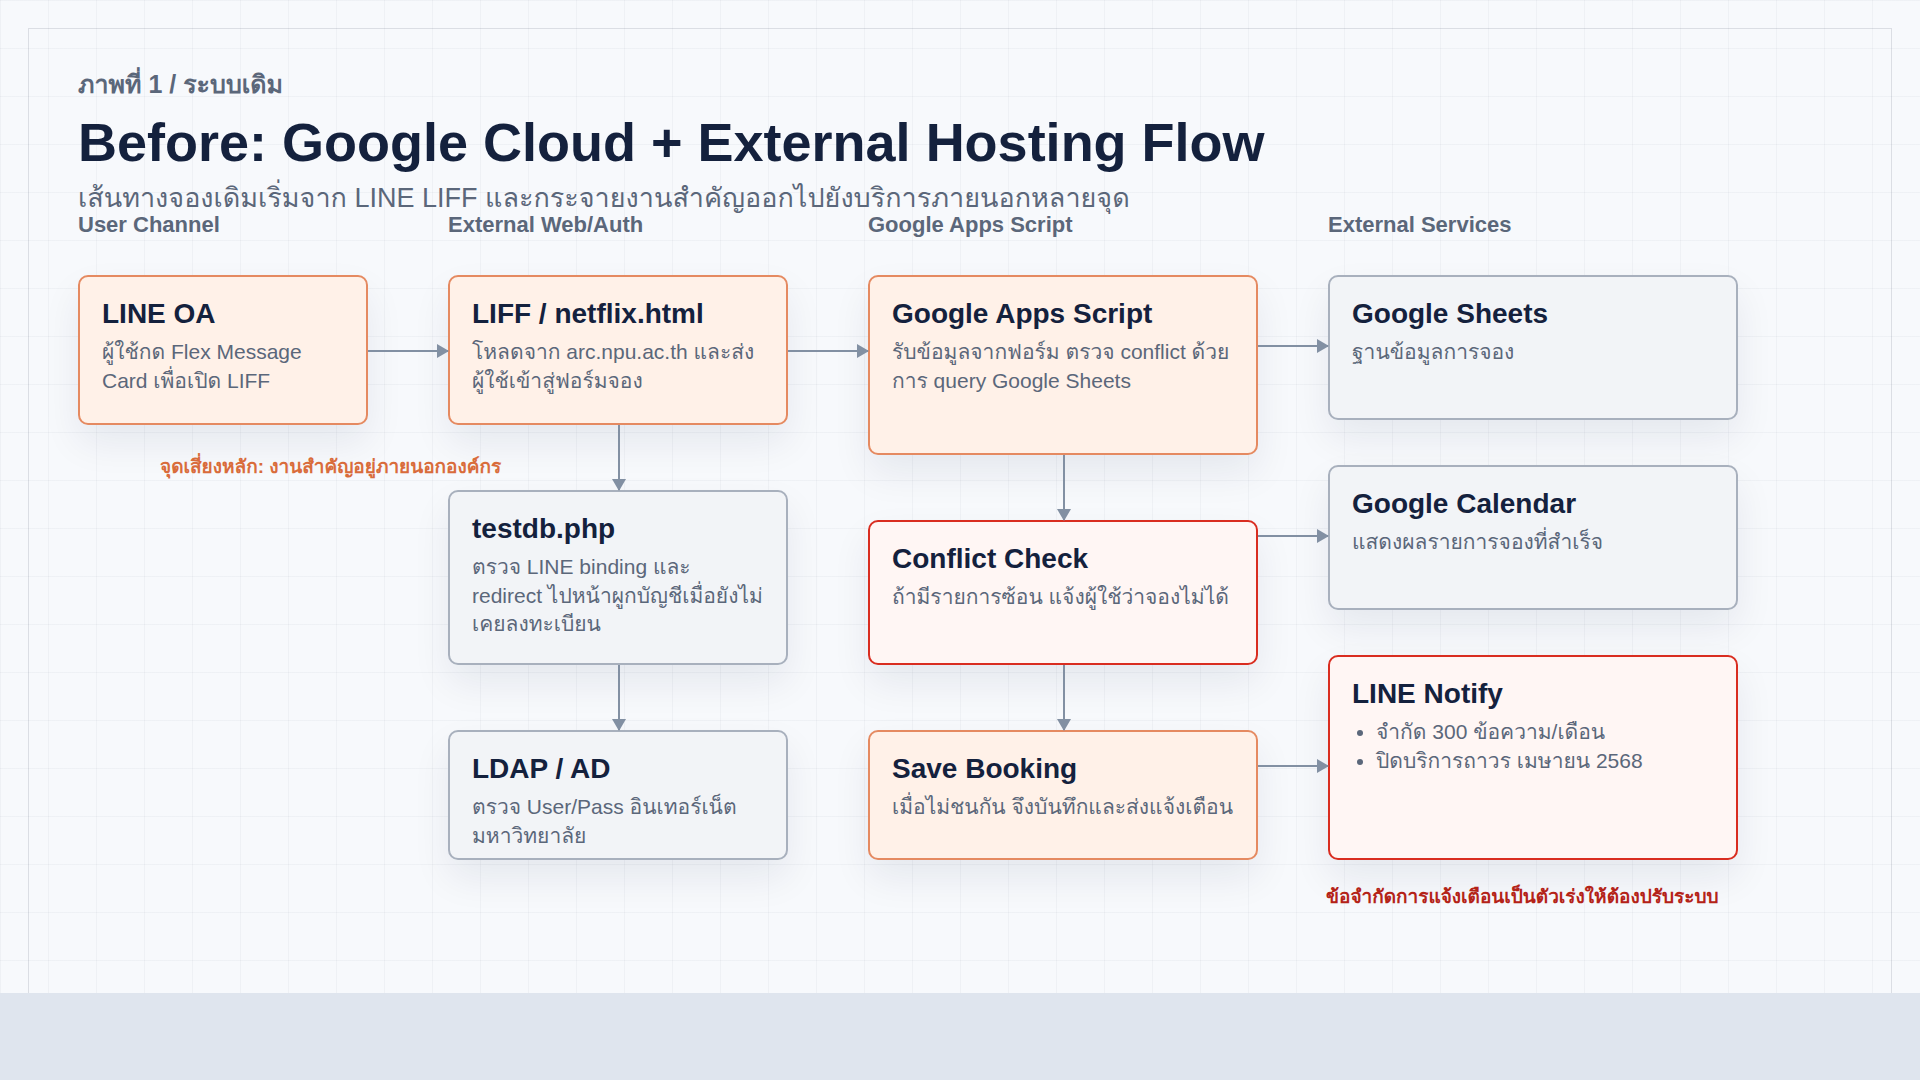 ภาพที่ 1 / ระบบเดิม
Before: Google Cloud + External Hosting Flow
เส้นทางจองเดิมเริ่มจาก LINE LIFF และกระจายงานสำคัญออกไปยังบริการภายนอกหลายจุด
User Channel
External Web/Auth
Google Apps Script
External Services
LINE OA
ผู้ใช้กด Flex Message
Card เพื่อเปิด LIFF
LIFF / netflix.html
โหลดจาก arc.npu.ac.th และส่ง
ผู้ใช้เข้าสู่ฟอร์มจอง
Google Apps Script
รับข้อมูลจากฟอร์ม ตรวจ conflict ด้วย
การ query Google Sheets
Google Sheets
ฐานข้อมูลการจอง
จุดเสี่ยงหลัก: งานสำคัญอยู่ภายนอกองค์กร
testdb.php
ตรวจ LINE binding และ
redirect ไปหน้าผูกบัญชีเมื่อยังไม่
เคยลงทะเบียน
Conflict Check
ถ้ามีรายการซ้อน แจ้งผู้ใช้ว่าจองไม่ได้
Google Calendar
แสดงผลรายการจองที่สำเร็จ
LDAP / AD
ตรวจ User/Pass อินเทอร์เน็ต
มหาวิทยาลัย
Save Booking
เมื่อไม่ชนกัน จึงบันทึกและส่งแจ้งเตือน
LINE Notify
• จำกัด 300 ข้อความ/เดือน
• ปิดบริการถาวร เมษายน 2568
ข้อจำกัดการแจ้งเตือนเป็นตัวเร่งให้ต้องปรับระบบ